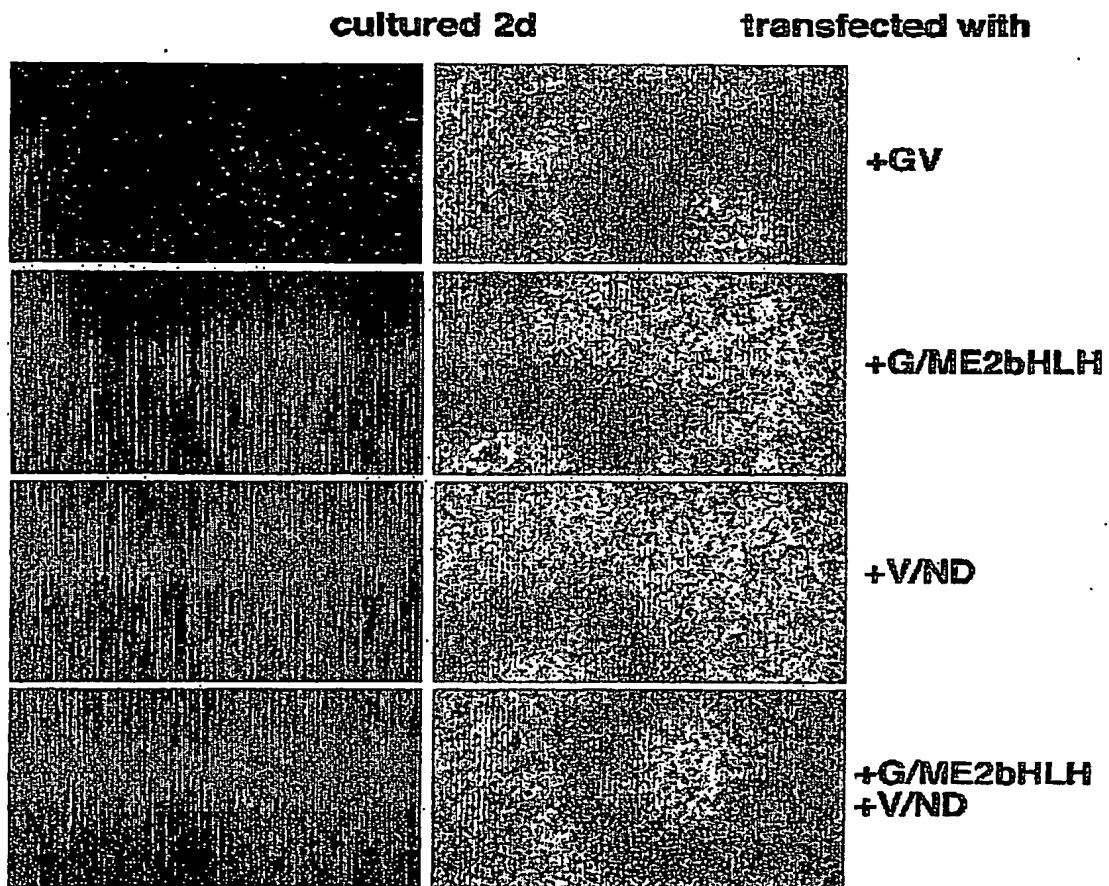 cultured 2d transfected with
+GV
+G/ME2bHLH
+V/ND
+G/ME2bHLH
+V/ND